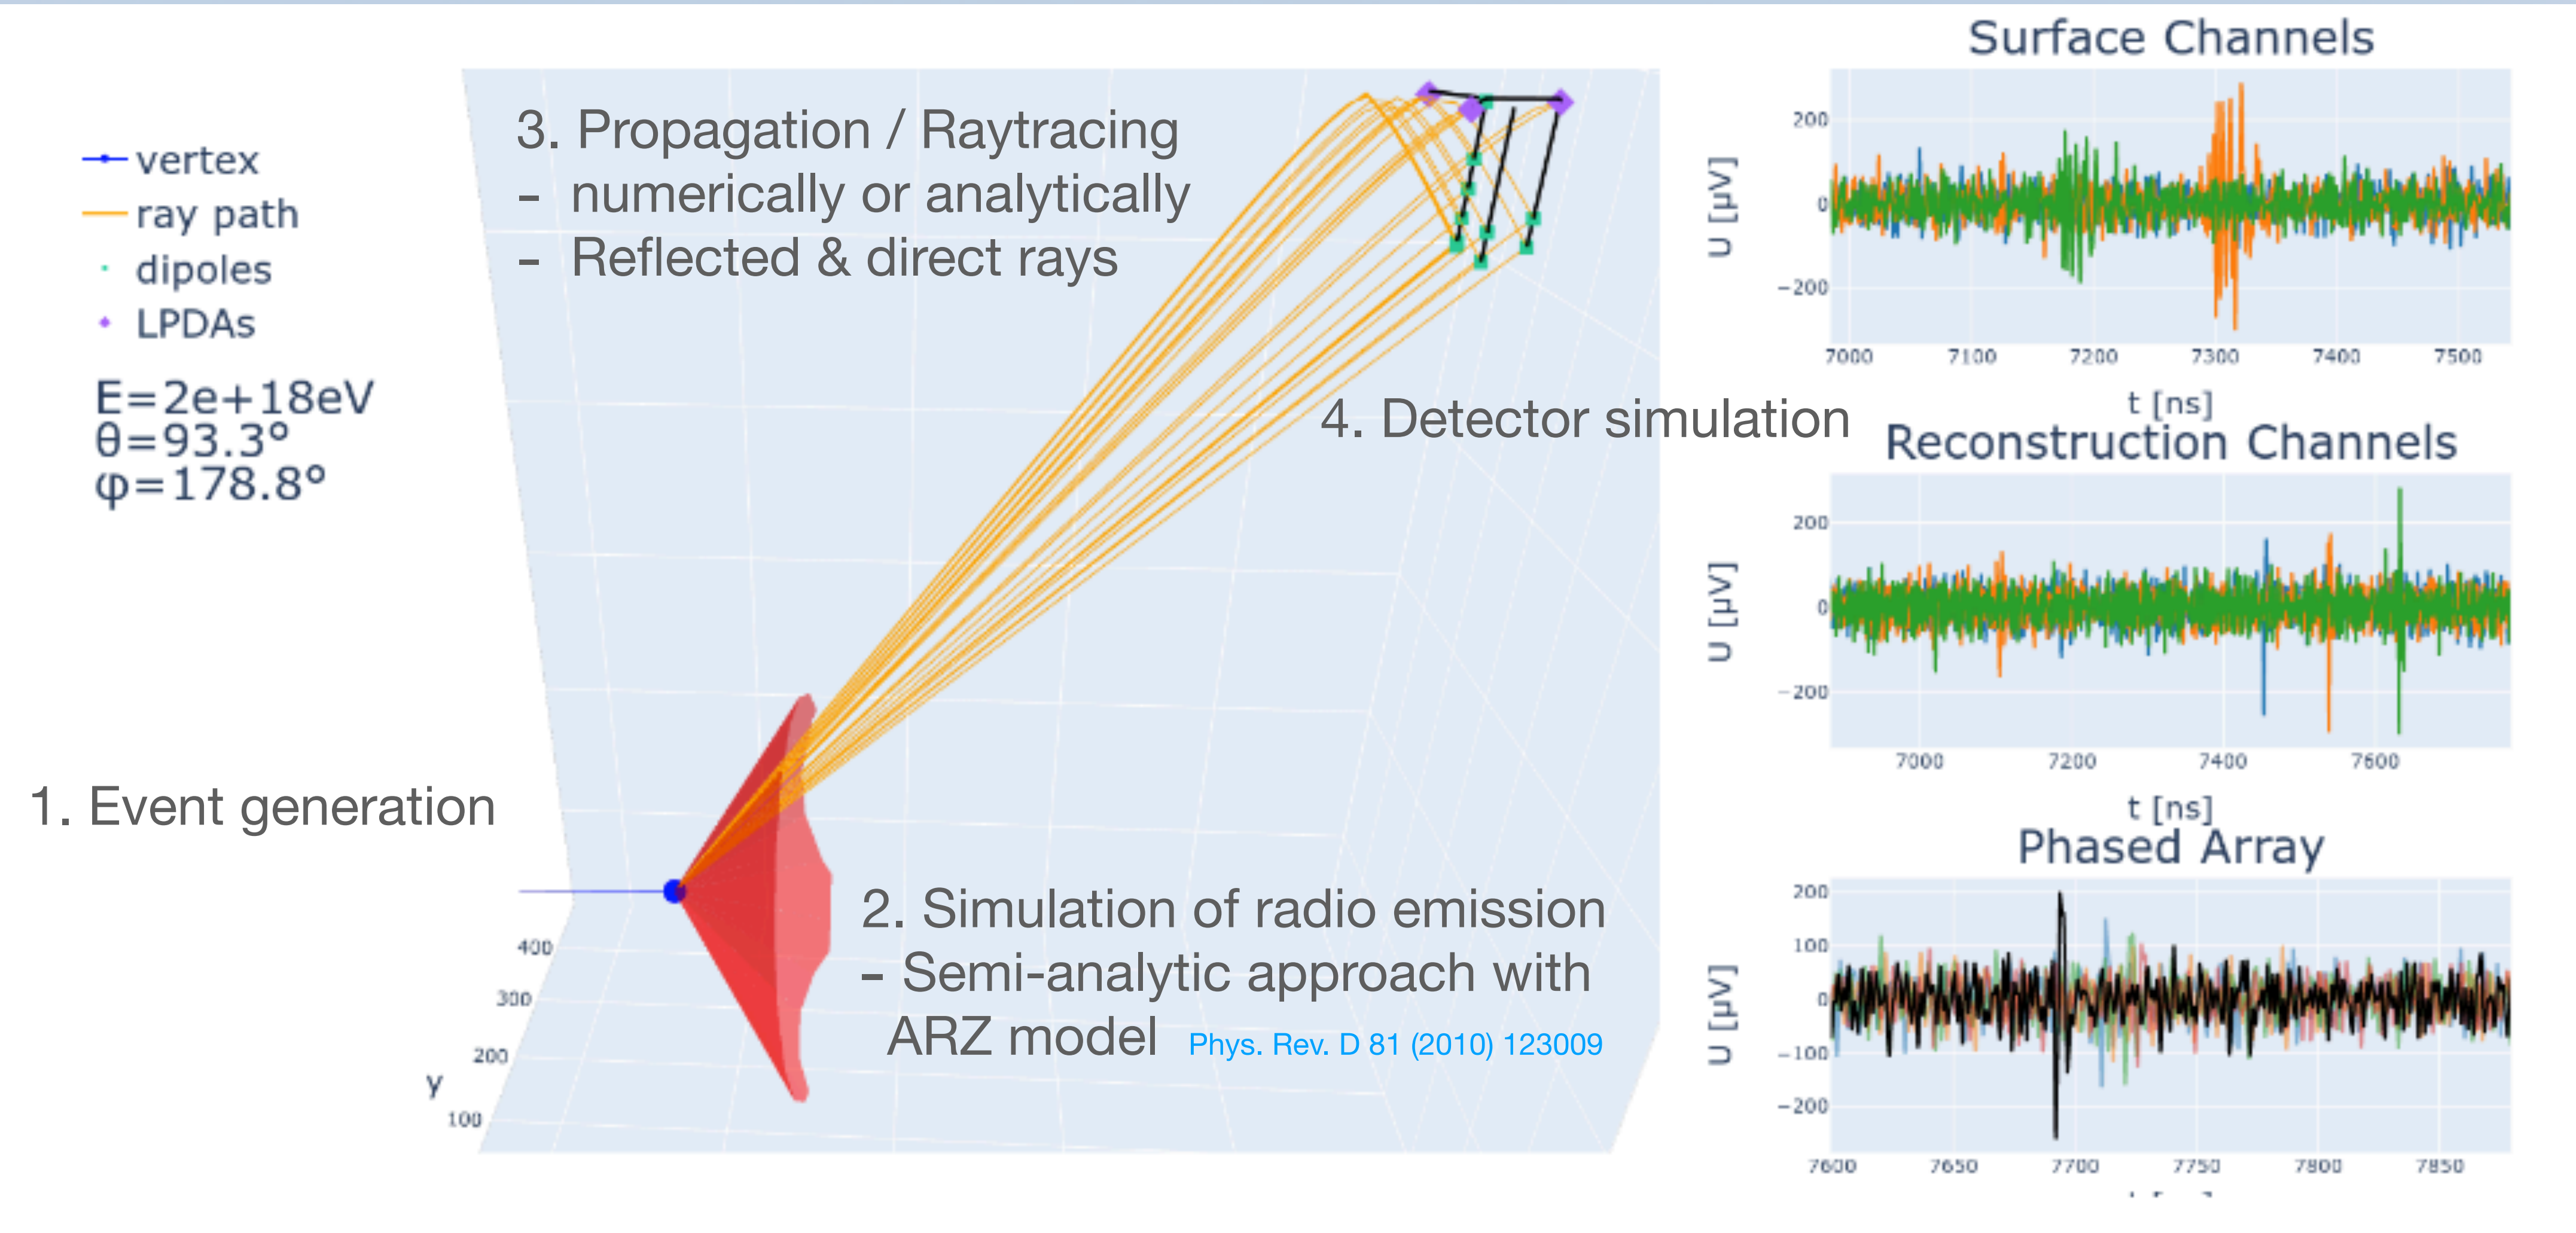 vertex
ray path
dipoles
LPDAs
E=2e+18eV
θ=93.3°
φ=178.8°
3. Propagation / Raytracing
- numerically or analytically
- Reflected & direct rays
4. Detector simulation
1. Event generation
2. Simulation of radio emission
- Semi-analytic approach with
ARZ model Phys. Rev. D 81 (2010) 123009
400
300
200
100
y
Surface Channels
U [μV]
200
0
−200
7000 7100 7200 7300 7400 7500
t [ns]
Reconstruction Channels
U [μV]
200
0
−200
7000 7200 7400 7600
t [ns]
Phased Array
U [μV]
200
100
0
−100
−200
7600 7650 7700 7750 7800 7850